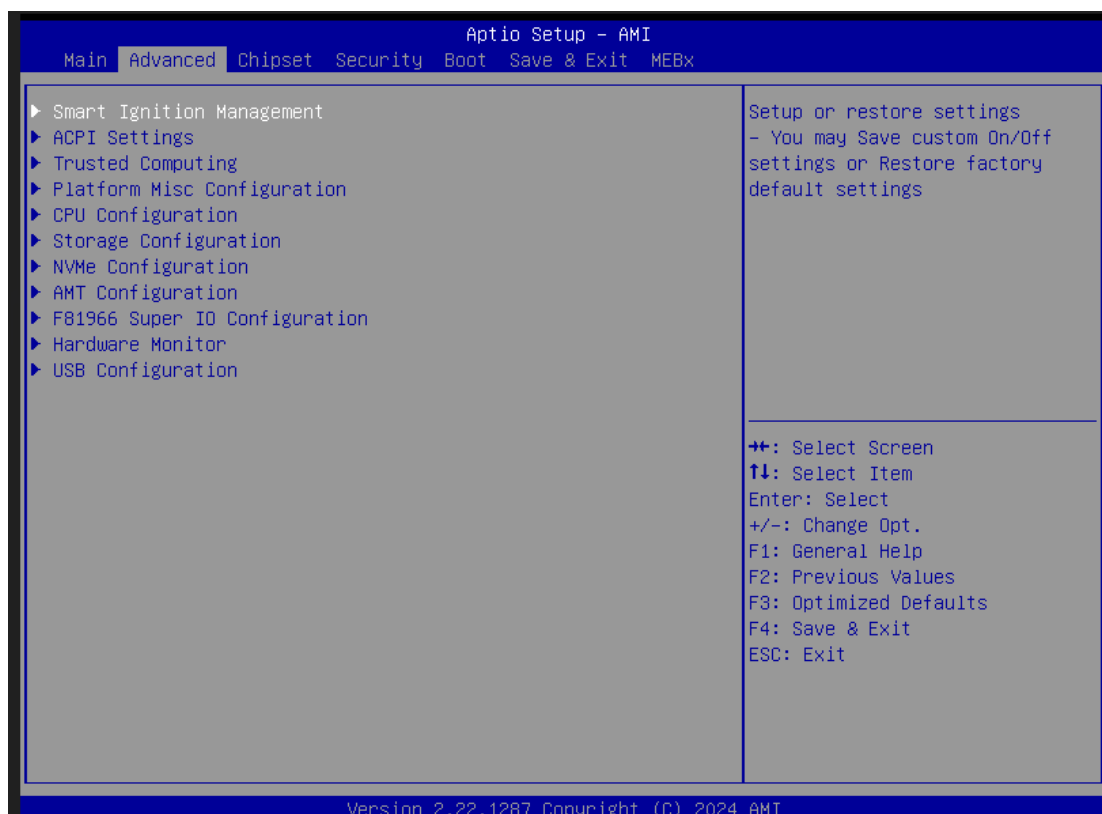 Aptio Setup – AMI
Main Advanced Chipset Security Boot Save & Exit MEBx
Smart Ignition Management
ACPI Settings
Trusted Computing
Platform Misc Configuration
CPU Configuration
Storage Configuration
NVMe Configuration
AMT Configuration
F81966 Super IO Configuration
Hardware Monitor
USB Configuration
Setup or restore settings
– You may Save custom On/Off
settings or Restore factory
default settings
→←: Select Screen
↑↓: Select Item
Enter: Select
+/-: Change Opt.
F1: General Help
F2: Previous Values
F3: Optimized Defaults
F4: Save & Exit
ESC: Exit
Version 2.22.1287 Copyright (C) 2024 AMI